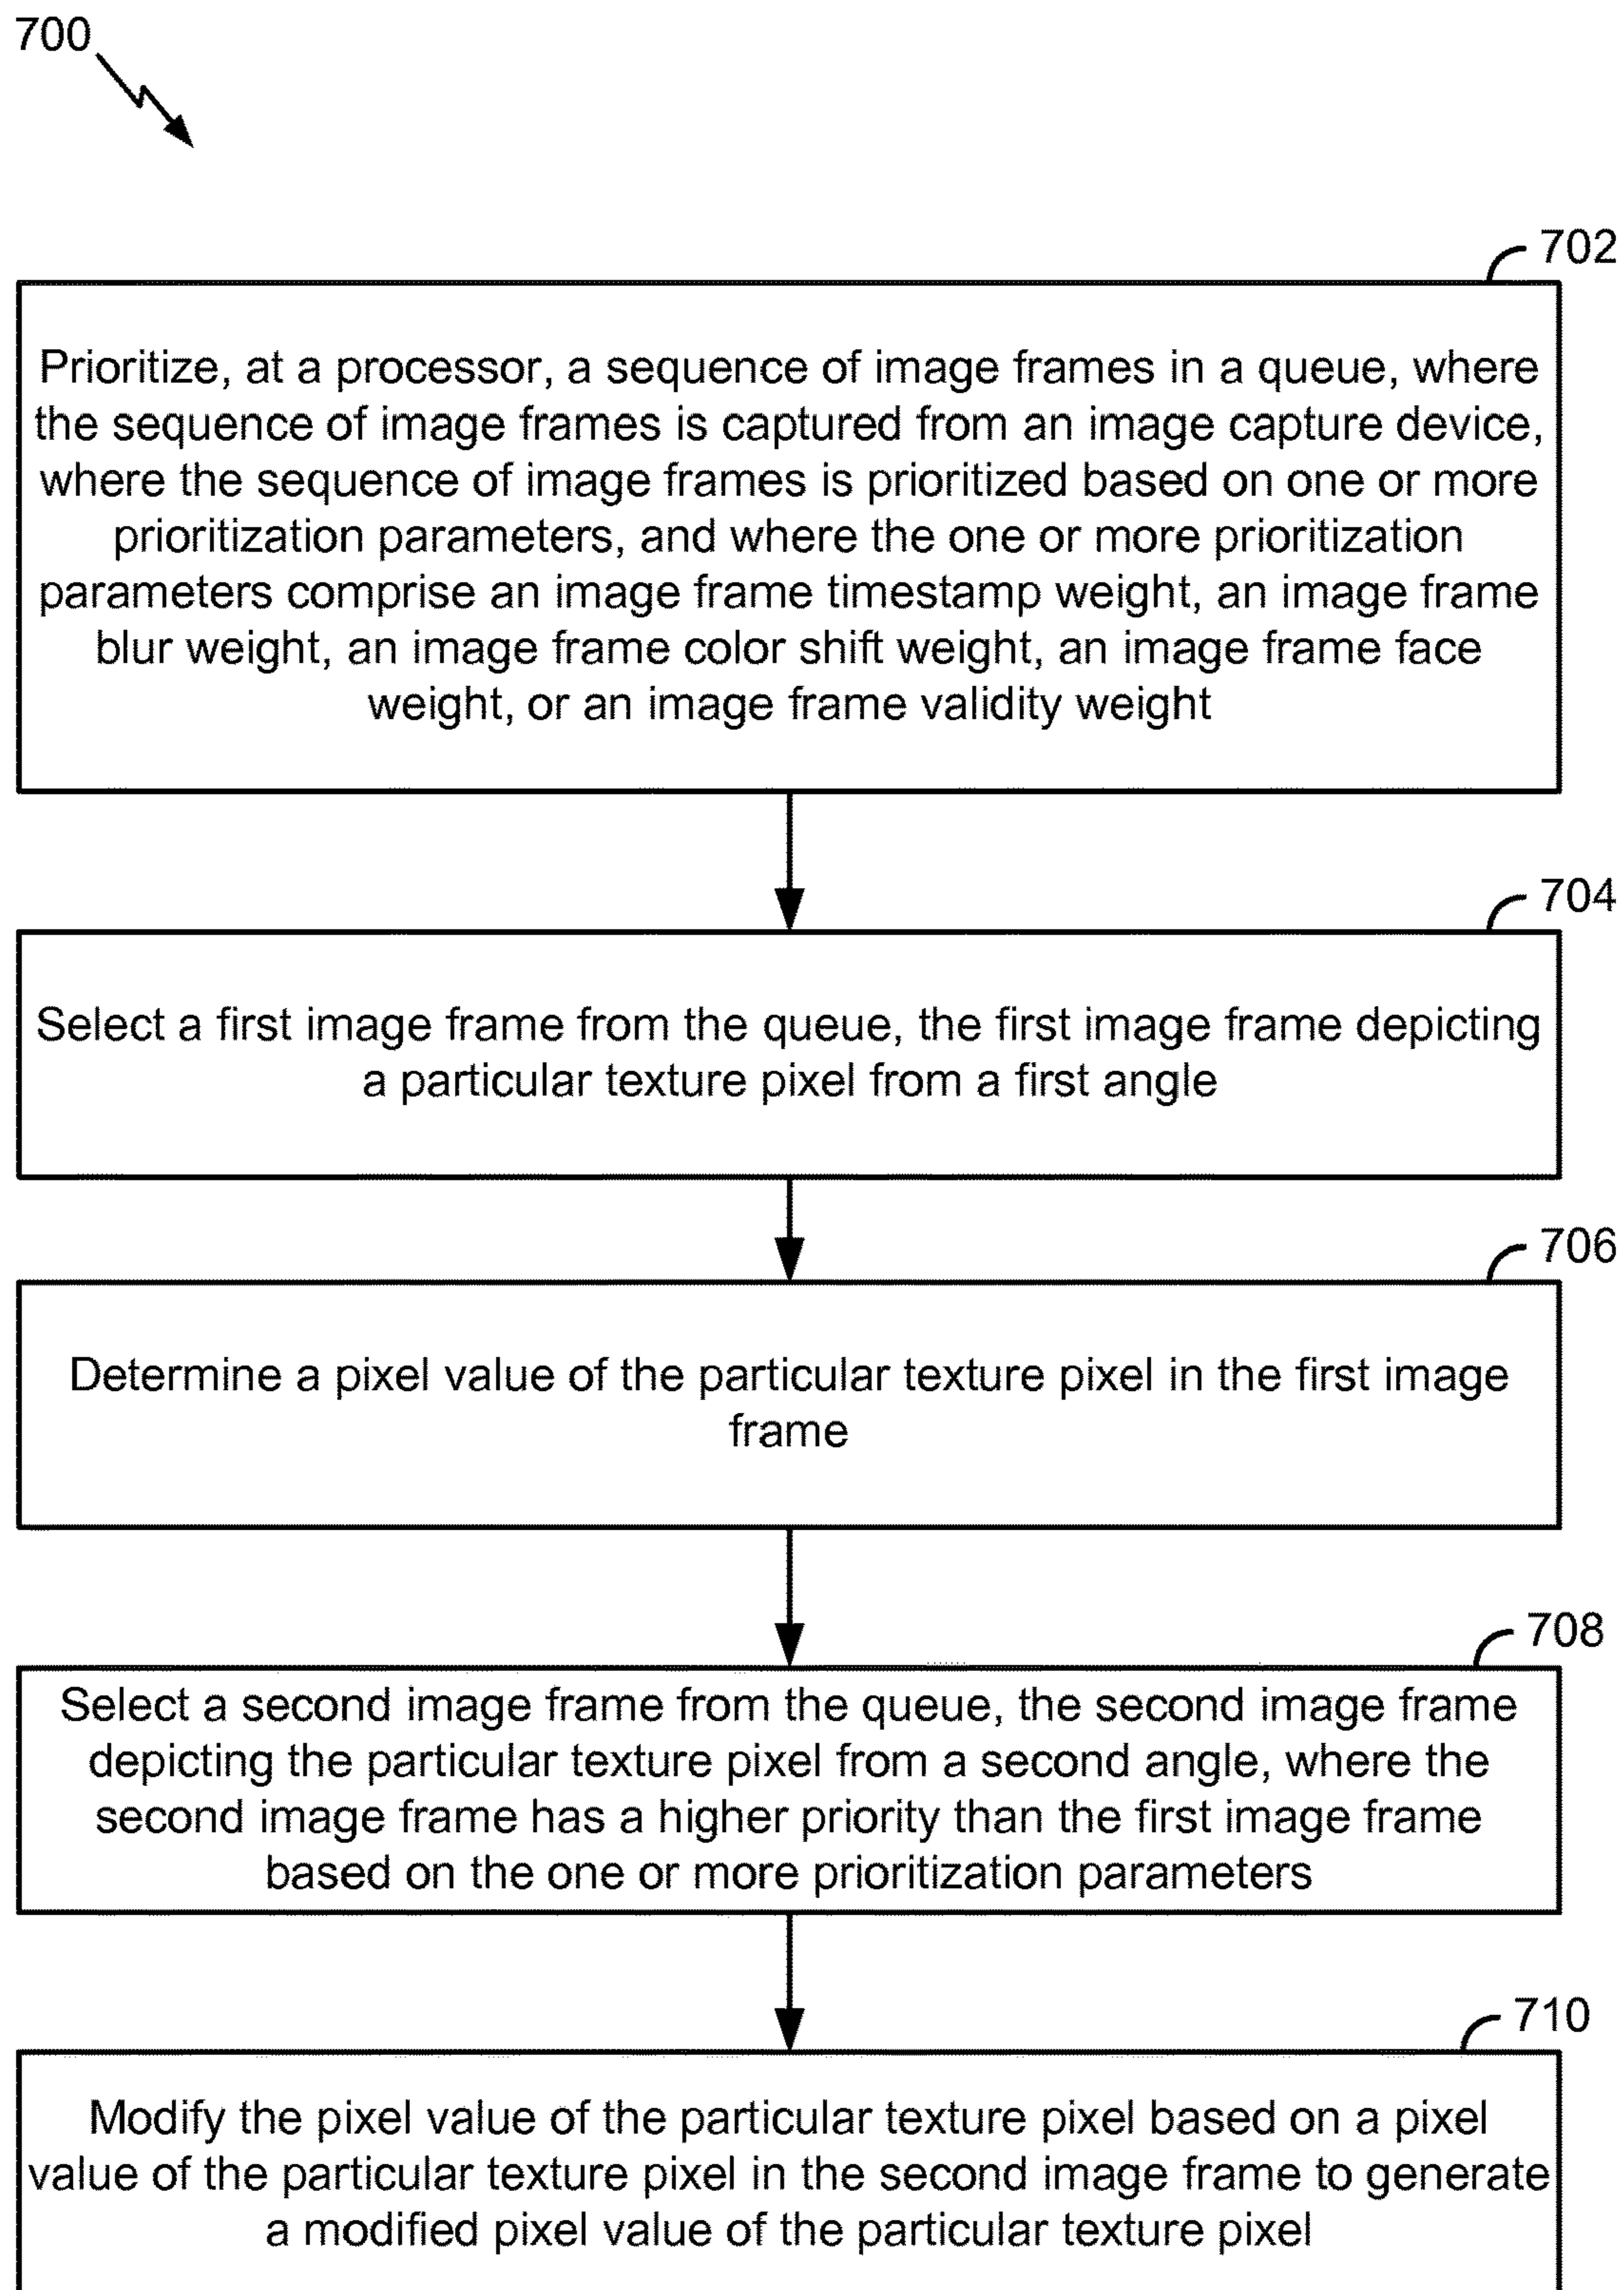 700
702
Prioritize, at a processor, a sequence of image frames in a queue, where
the sequence of image frames is captured from an image capture device,
where the sequence of image frames is prioritized based on one or more
prioritization parameters, and where the one or more prioritization
parameters comprise an image frame timestamp weight, an image frame
blur weight, an image frame color shift weight, an image frame face
weight, or an image frame validity weight
704
Select a first image frame from the queue, the first image frame depicting
a particular texture pixel from a first angle
706
Determine a pixel value of the particular texture pixel in the first image
frame
708
Select a second image frame from the queue, the second image frame
depicting the particular texture pixel from a second angle, where the
second image frame has a higher priority than the first image frame
based on the one or more prioritization parameters
710
Modify the pixel value of the particular texture pixel based on a pixel
value of the particular texture pixel in the second image frame to generate
a modified pixel value of the particular texture pixel